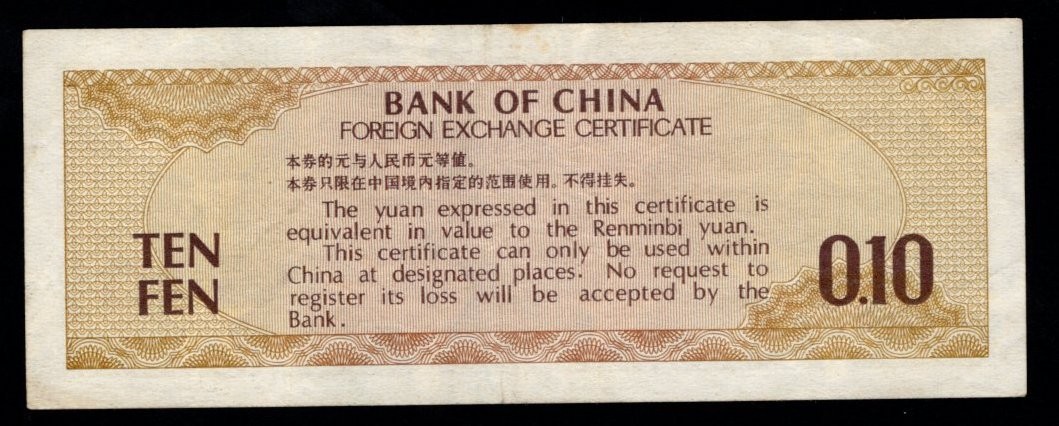 BANK OF CHINA
FOREIGN EXCHANGE CERTIFICATE
本券的元与人民币元等值。
本券只限在中国境内指定的范围使用。不得挂失。
The yuan expressed in this certificate is
equivalent in value to the Renminbi yuan.
This certificate can only be used within
China at designated places. No request to
register its loss will be accepted by the
Bank.
TEN
FEN
0.10